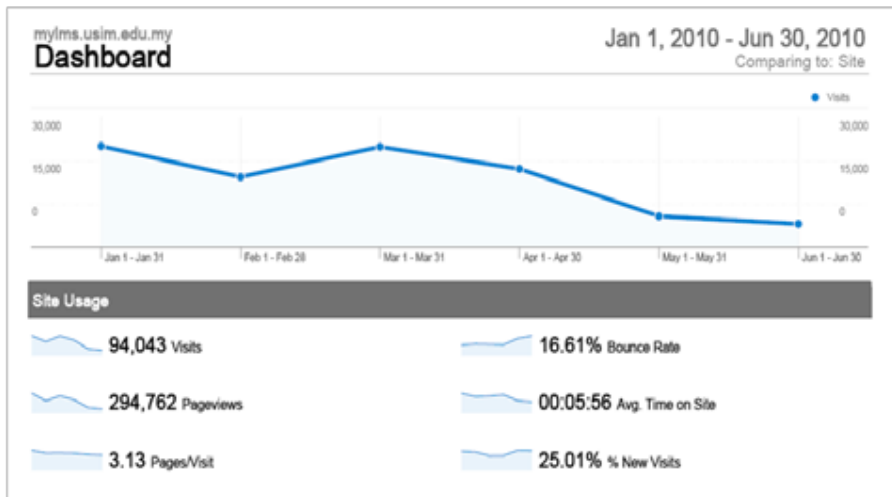 mylms.usim.edu.my
Dashboard
Jan 1, 2010 - Jun 30, 2010
Comparing to: Site
Visits
30,000 30,000
15,000 15,000
0 0
Jan 1 - Jan 31 Feb 1 - Feb 28 Mar 1 - Mar 31 Apr 1 - Apr 30 May 1 - May 31 Jun 1 - Jun 30
Site Usage
94,043 Visits
16.61% Bounce Rate
294,762 Pageviews
00:05:56 Avg. Time on Site
3.13 Pages/Visit
25.01% % New Visits